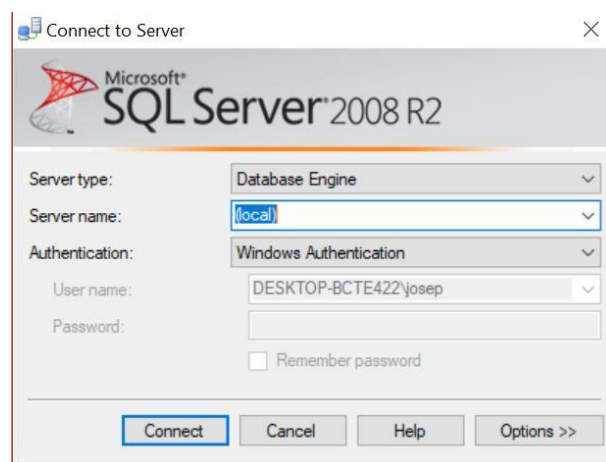 Connect to Server
Microsoft®
SQL Server® 2008 R2
Server type: Database Engine
Server name: (local)
Authentication: Windows Authentication
User name: DESKTOP-BCTE422\josep
Password:
Remember password
Connect Cancel Help Options >>